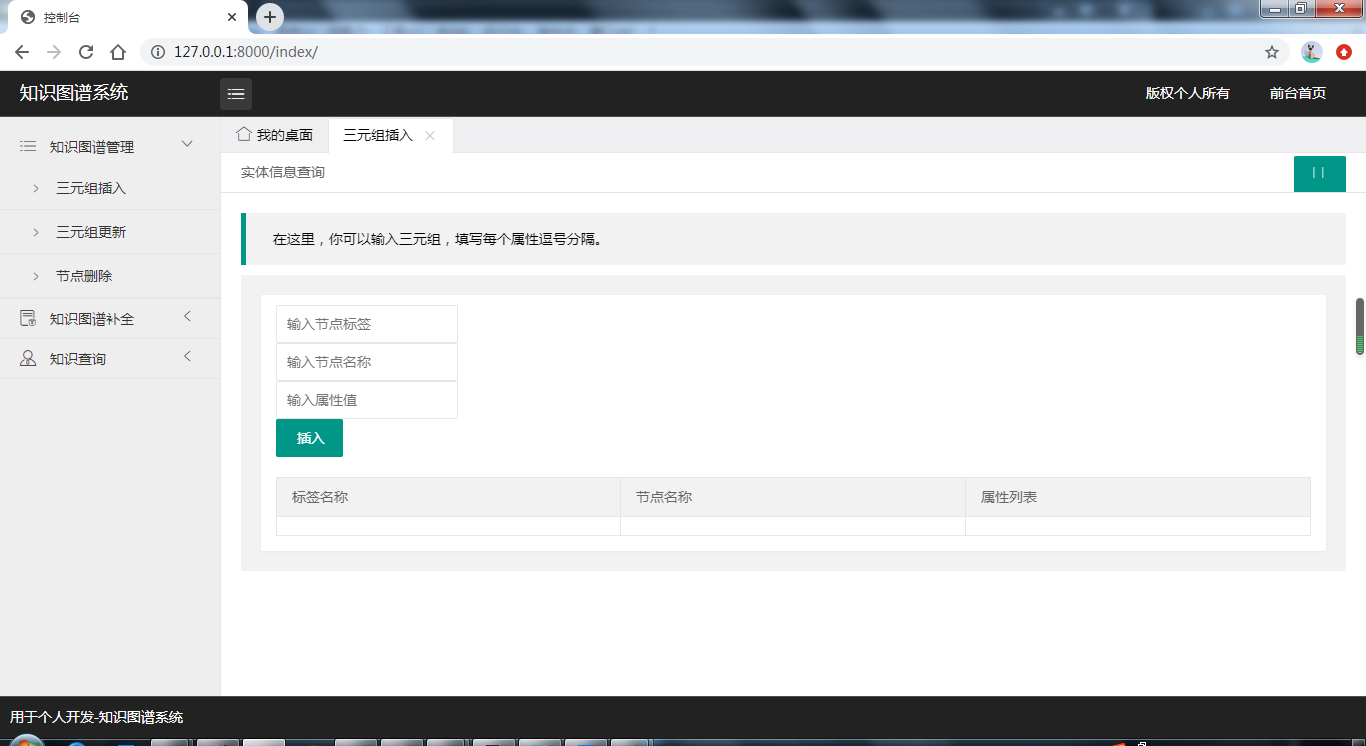 控制台
127.0.0.1:8000/index/
知识图谱系统
版权个人所有
前台首页
知识图谱管理
三元组插入
三元组更新
节点删除
知识图谱补全
知识查询
我的桌面
三元组插入
实体信息查询
在这里，你可以输入三元组，填写每个属性逗号分隔。
输入节点标签
输入节点名称
输入属性值
插入
标签名称 节点名称 属性列表
用于个人开发-知识图谱系统